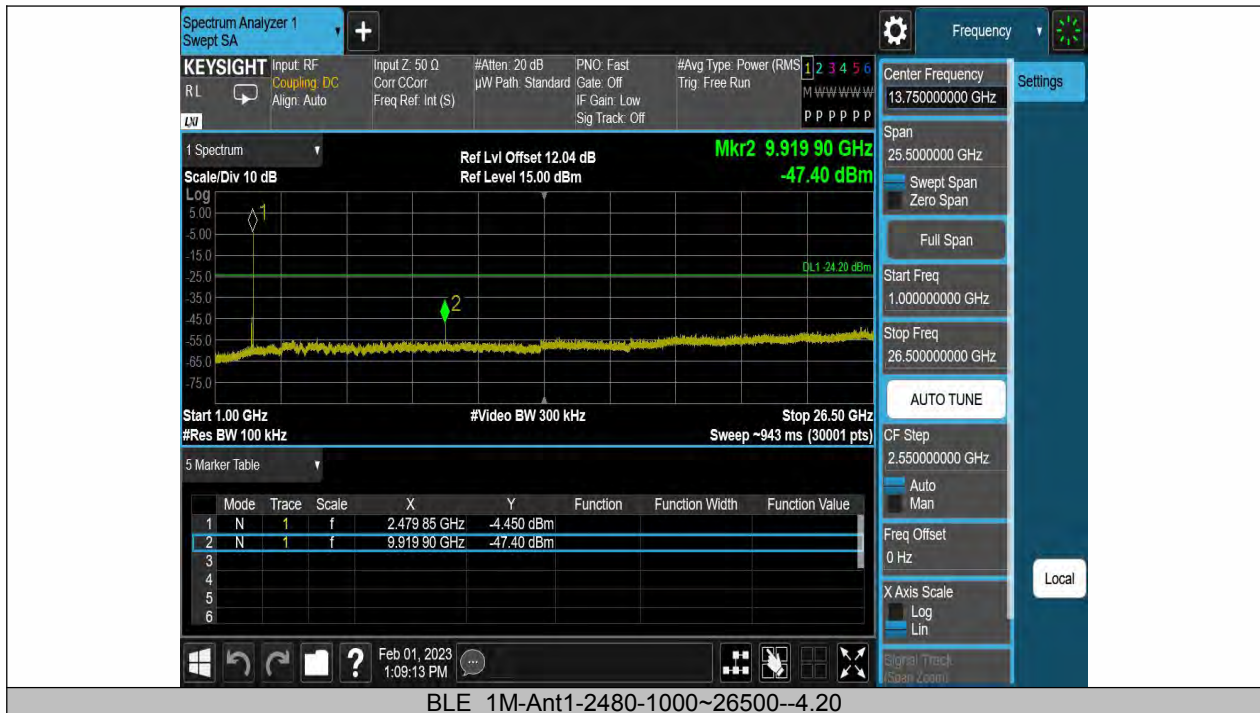 Spectrum Analyzer 1
Swept SA
+
Frequency
KEYSIGHT
RL
LXI
Input: RF
Coupling: DC
Align: Auto
Input Z: 50 Ω
Corr CCorr
Freq Ref: Int (S)
#Atten: 20 dB
µW Path: Standard
PNO: Fast
Gate: Off
IF Gain: Low
Sig Track: Off
#Avg Type: Power (RMS
Trig: Free Run
1 2 3 4 5 6
M W W W W W
P P P P P P
1 Spectrum
Scale/Div 10 dB
Ref Lvl Offset 12.04 dB
Ref Level 15.00 dBm
Mkr2 9.919 90 GHz
-47.40 dBm
Log
5.00
-5.00
-15.0
-25.0
-35.0
-45.0
-55.0
-65.0
-75.0
1
2
DL1 -24.20 dBm
Start 1.00 GHz
#Res BW 100 kHz
#Video BW 300 kHz
Stop 26.50 GHz
Sweep ~943 ms (30001 pts)
5 Marker Table
Mode Trace Scale X Y Function Function Width Function Value
1 N 1 f 2.479 85 GHz -4.450 dBm
2 N 1 f 9.919 90 GHz -47.40 dBm
3
4
5
6
Feb 01, 2023
1:09:13 PM
?
Center Frequency
13.750000000 GHz
Span
25.5000000 GHz
Swept Span
Zero Span
Full Span
Start Freq
1.000000000 GHz
Stop Freq
26.500000000 GHz
AUTO TUNE
CF Step
2.550000000 GHz
Auto
Man
Freq Offset
0 Hz
X Axis Scale
Log
Lin
Signal Track
(Span Zoom)
Settings
Local
BLE_1M-Ant1-2480-1000~26500--4.20